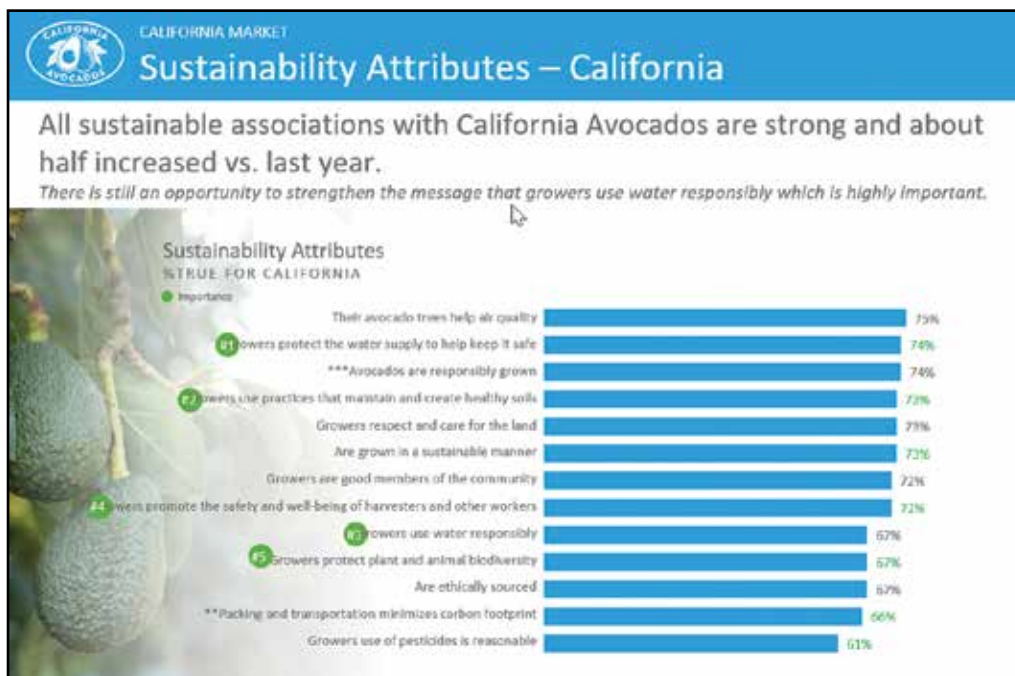 CALIFORNIA AVOCADOS
CALIFORNIA MARKET
Sustainability Attributes – California
All sustainable associations with California Avocados are strong and about
half increased vs. last year.
There is still an opportunity to strengthen the message that growers use water responsibly which is highly important.
Sustainability Attributes
%TRUE FOR CALIFORNIA
Importance
Their avocado trees help air quality 75%
#1 owers protect the water supply to help keep it safe 74%
***Avocados are responsibly grown 74%
#2 rowers use practices that maintain and create healthy soils 73%
Growers respect and care for the land 73%
Are grown in a sustainable manner 73%
Growers are good members of the community 72%
#4 wers promote the safety and well-being of harvesters and other workers 72%
#3 rowers use water responsibly 67%
#5 Growers protect plant and animal biodiversity 67%
Are ethically sourced 67%
**Packing and transportation minimizes carbon footprint 66%
Growers use of pesticides is reasonable 61%